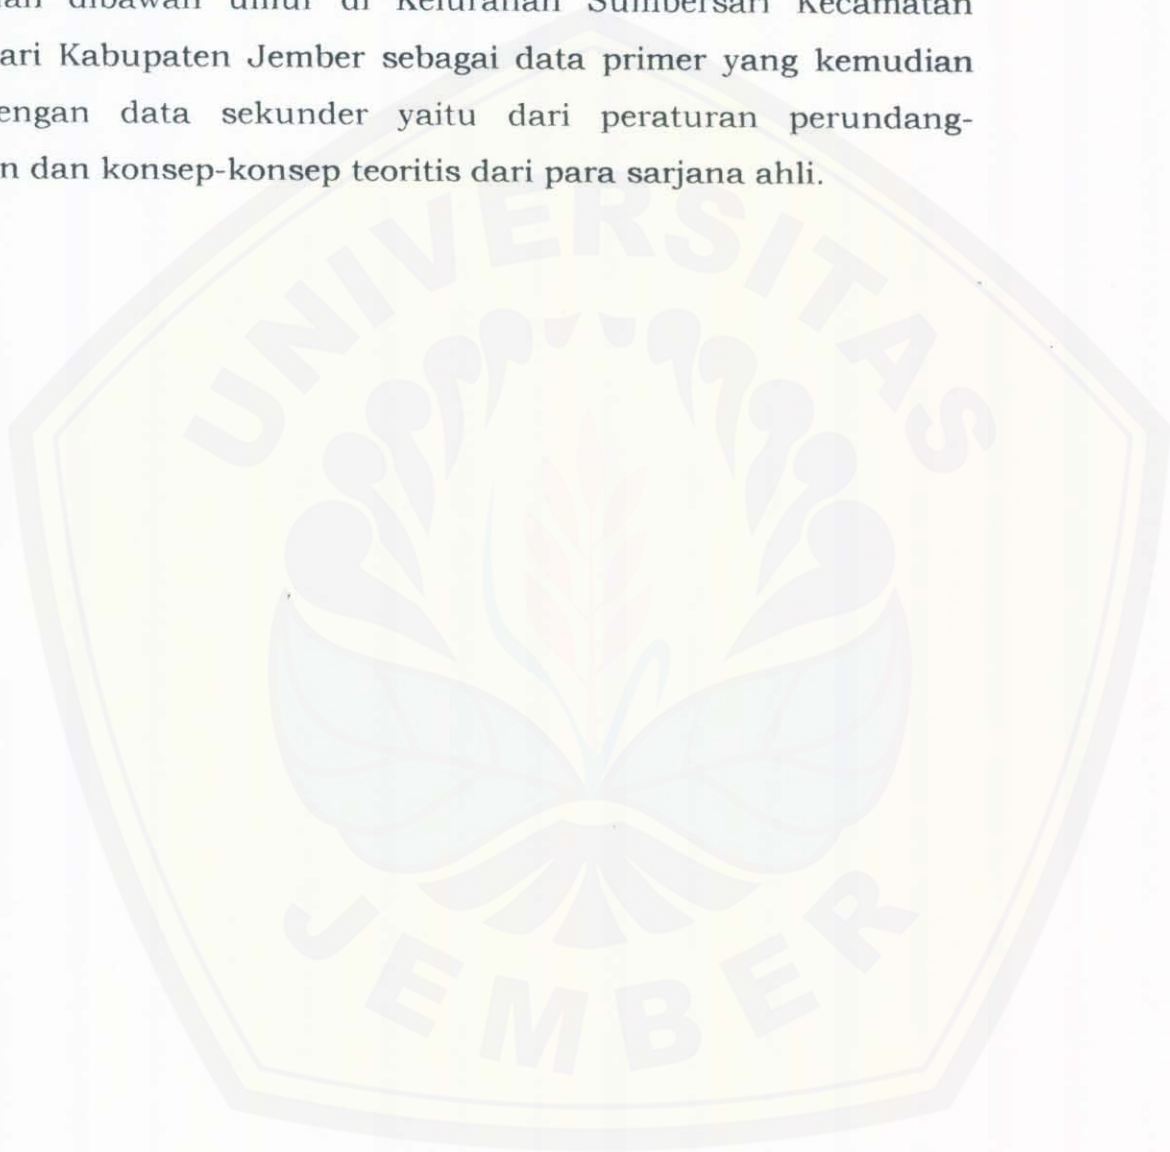 dibawah umur di Kelurahan Sumbersari Kecamatan
ari Kabupaten Jember sebagai data primer yang kemudian
engan data sekunder yaitu dari peraturan perundang-
n dan konsep-konsep teoritis dari para sarjana ahli.
UNIVERSITAS
JEMBER